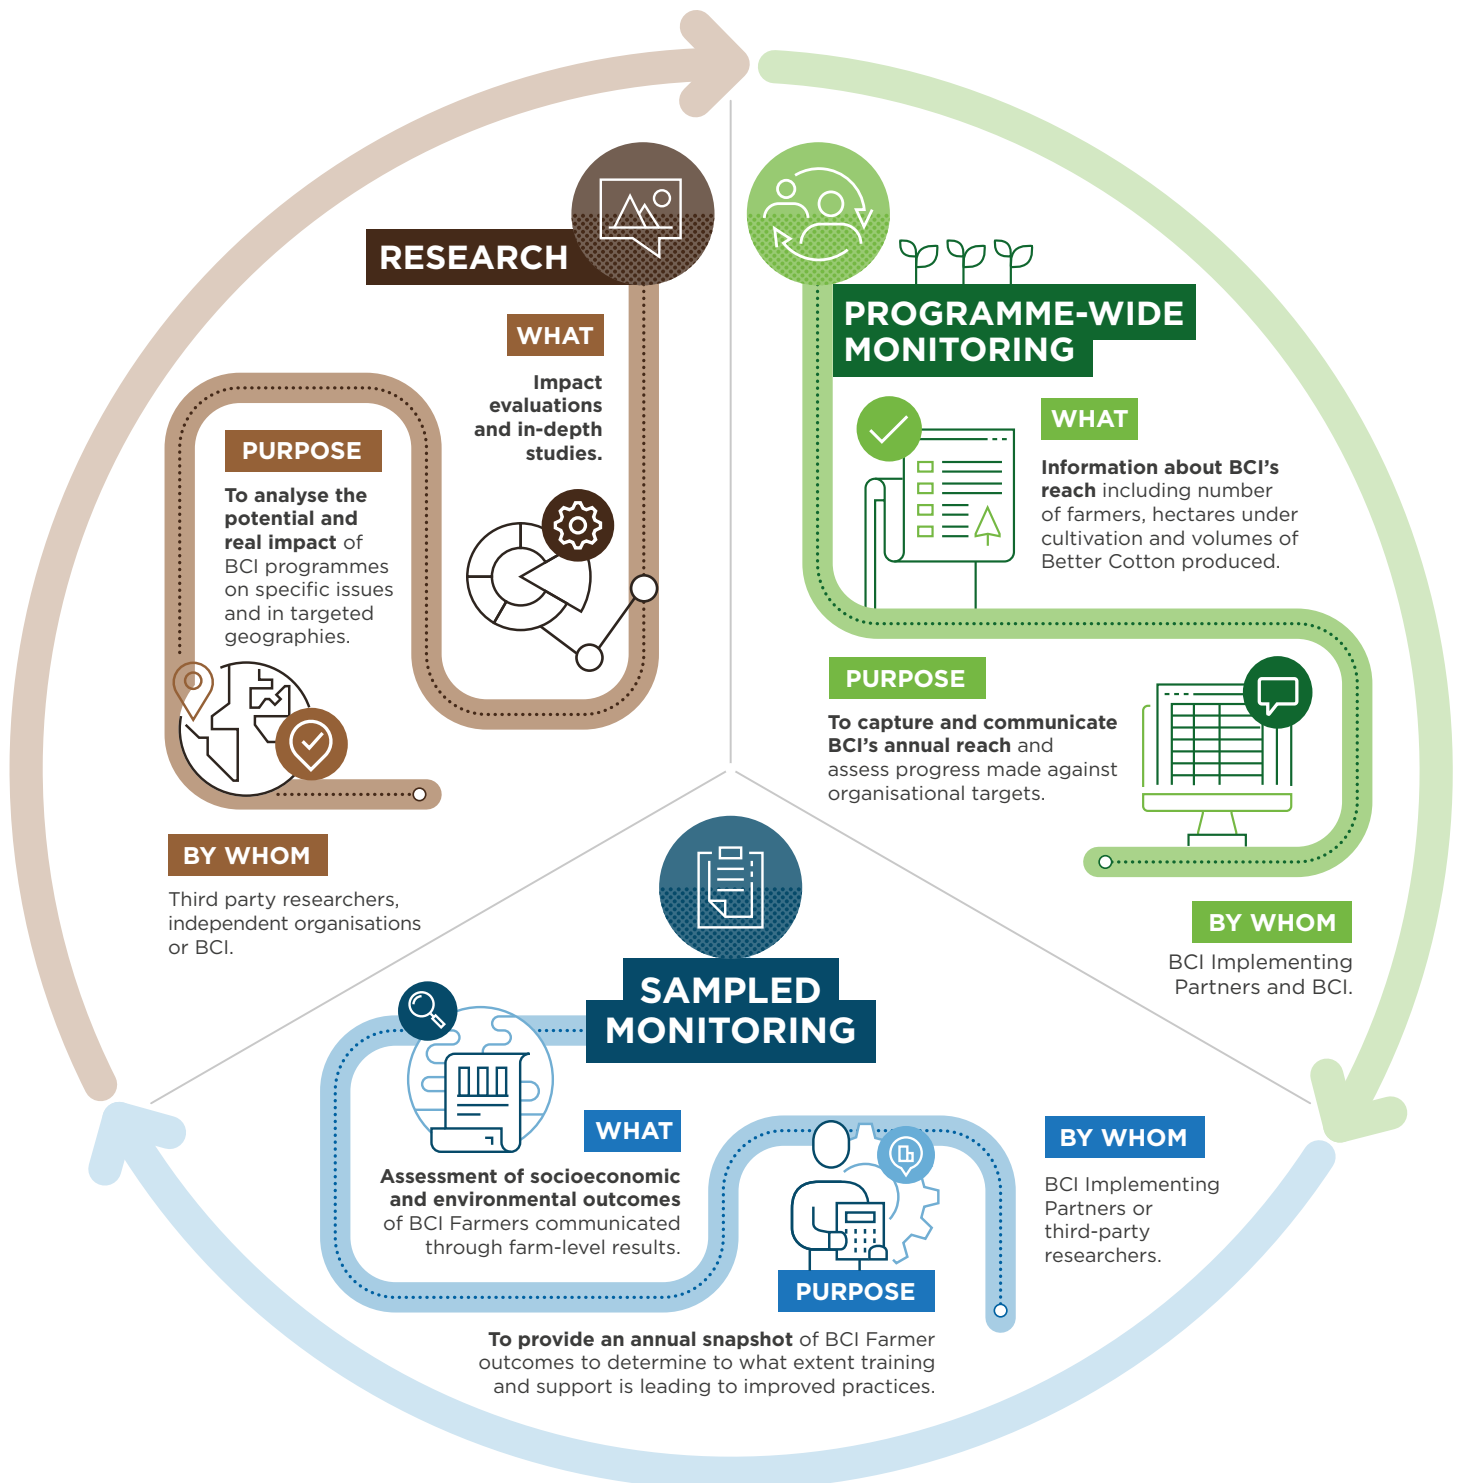 RESEARCH
WHAT
Impact
evaluations
and in-depth
studies.
PURPOSE
To analyse the
potential and
real impact of
BCI programmes
on specific issues
and in targeted
geographies.
BY WHOM
Third party researchers,
independent organisations
or BCI.
PROGRAMME-WIDE
MONITORING
WHAT
Information about BCI's
reach including number
of farmers, hectares under
cultivation and volumes of
Better Cotton produced.
PURPOSE
To capture and communicate
BCI's annual reach and
assess progress made against
organisational targets.
BY WHOM
BCI Implementing
Partners and BCI.
SAMPLED
MONITORING
WHAT
Assessment of socioeconomic
and environmental outcomes
of BCI Farmers communicated
through farm-level results.
PURPOSE
To provide an annual snapshot of BCI Farmer
outcomes to determine to what extent training
and support is leading to improved practices.
BY WHOM
BCI Implementing
Partners or
third-party
researchers.